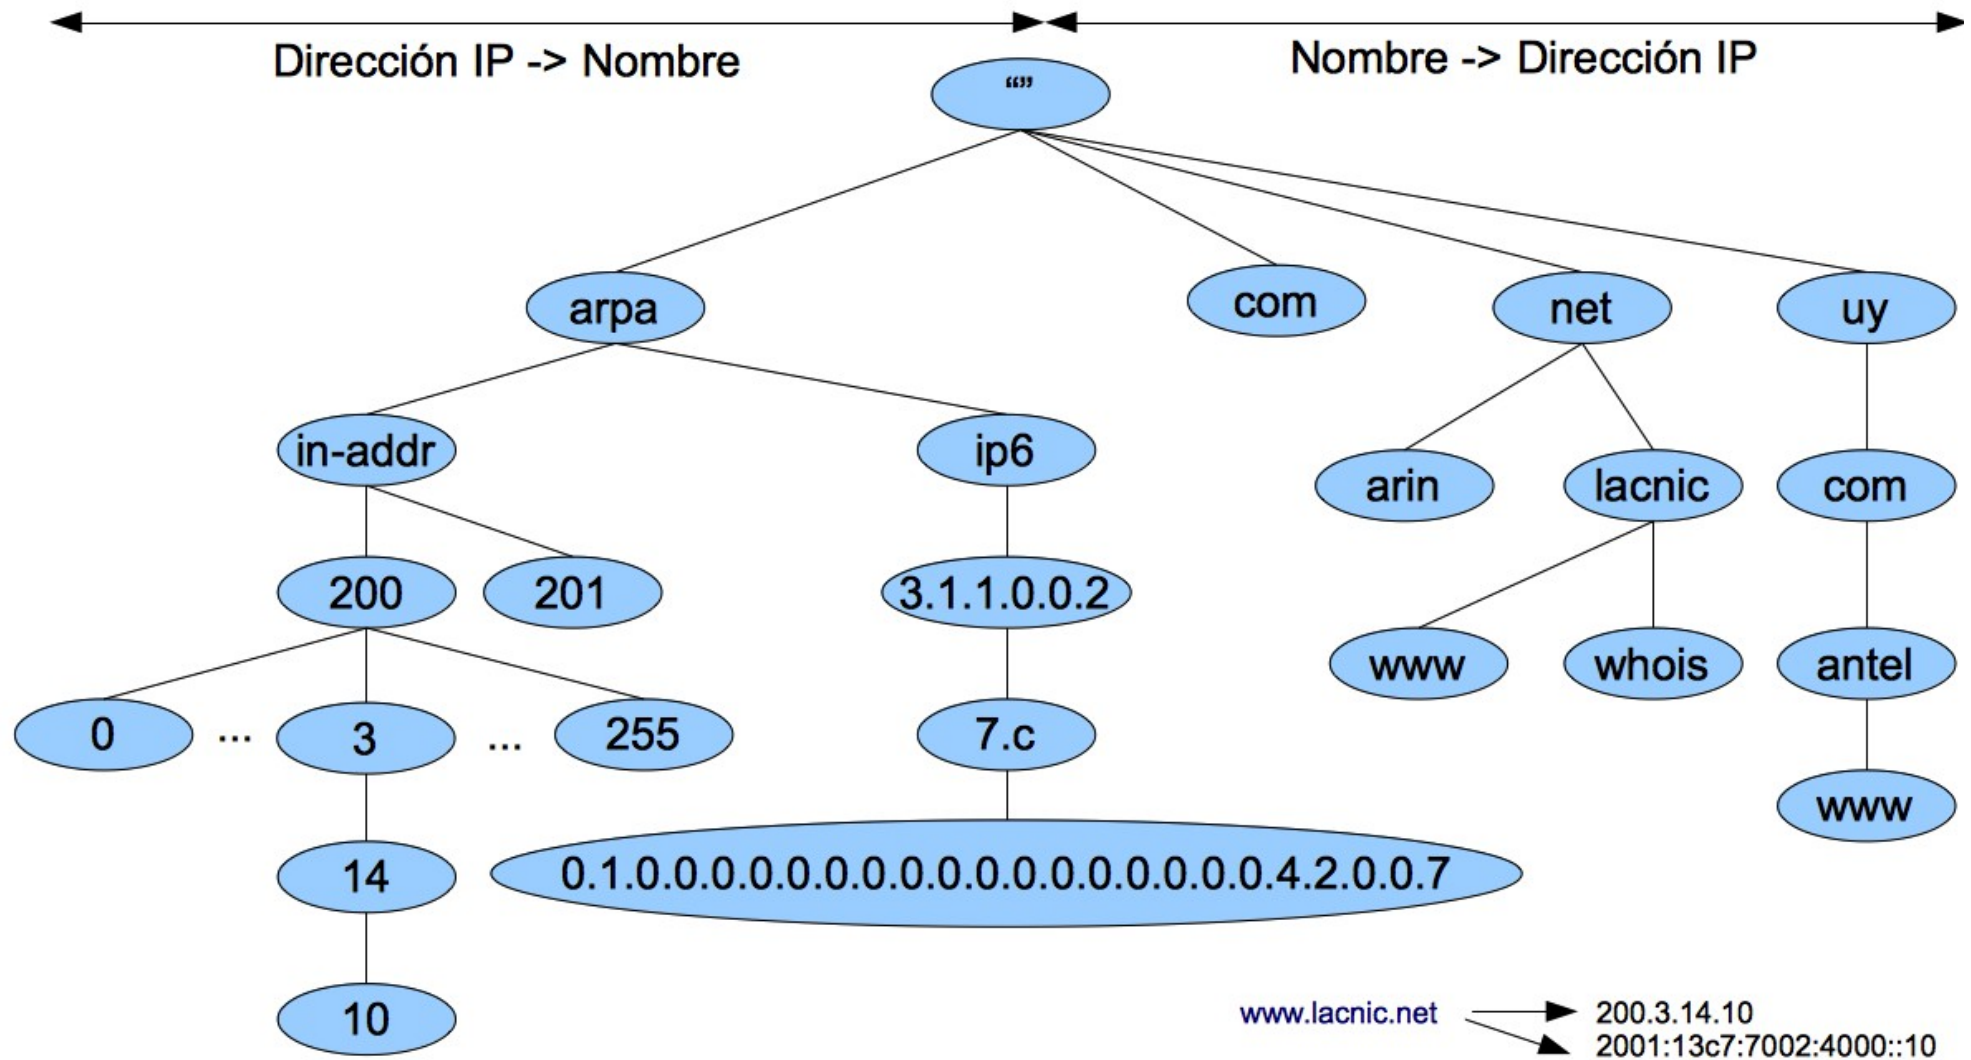 Dirección IP -> Nombre
Nombre -> Dirección IP
“”
arpa
com
net
uy
in-addr
ip6
arin
lacnic
com
200
201
3.1.1.0.0.2
www
whois
antel
0
...
3
...
255
7.c
www
14
0.1.0.0.0.0.0.0.0.0.0.0.0.0.0.0.0.0.0.4.2.0.0.7
10
www.lacnic.net
200.3.14.10
2001:13c7:7002:4000::10